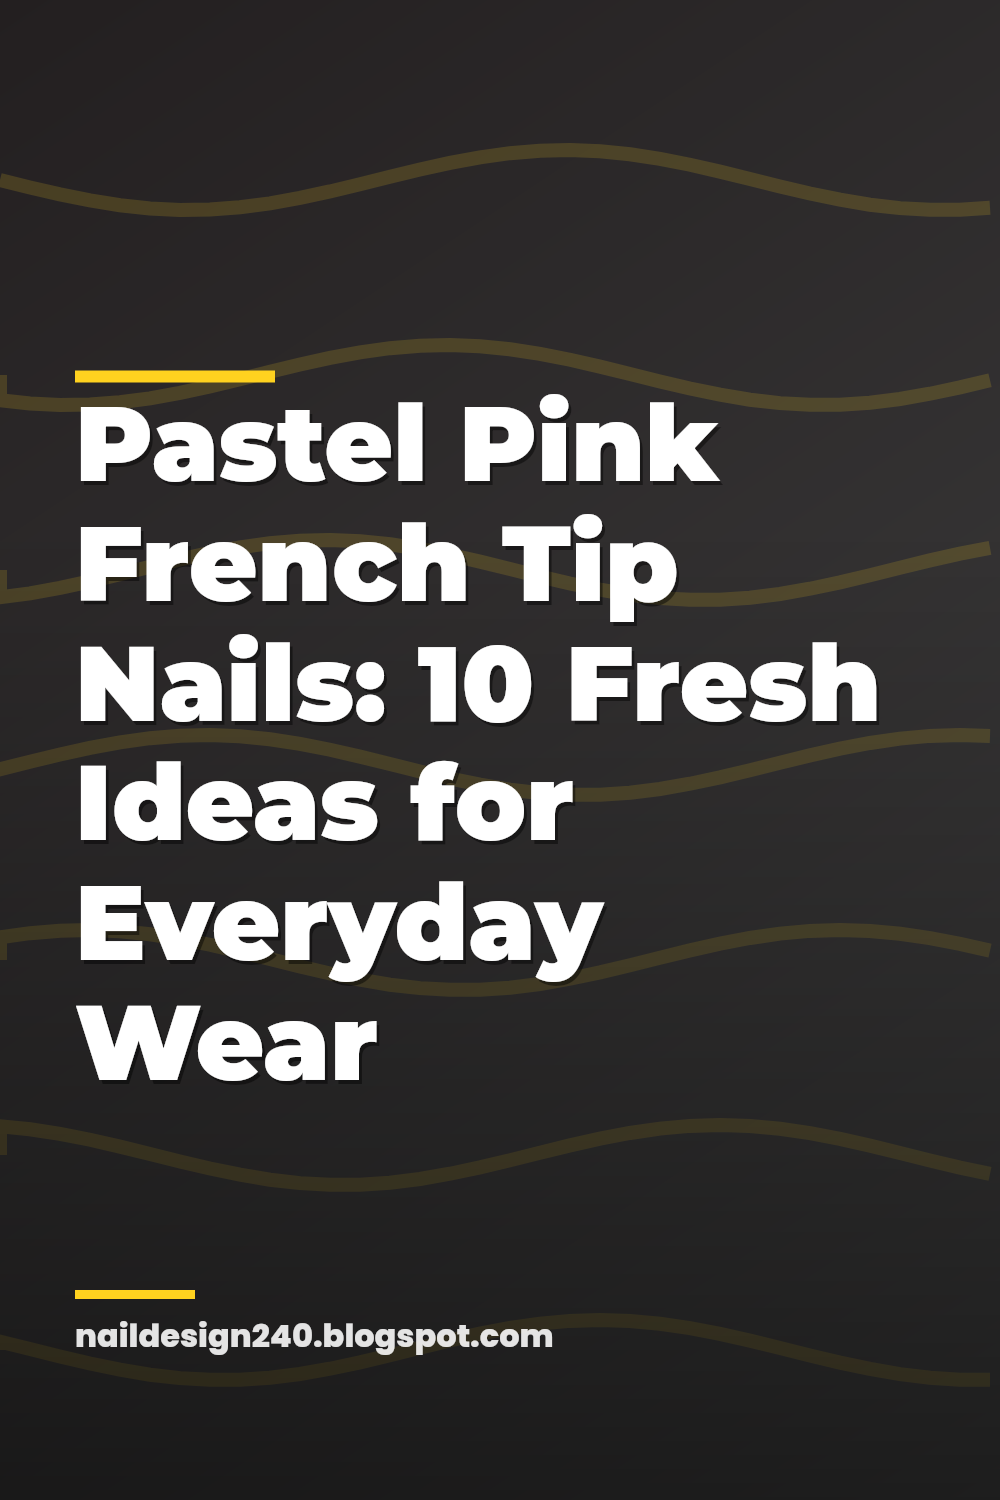 Pastel Pink
French Tip
Nails: 10 Fresh
Ideas for
Everyday
Wear
naildesign240.blogspot.com